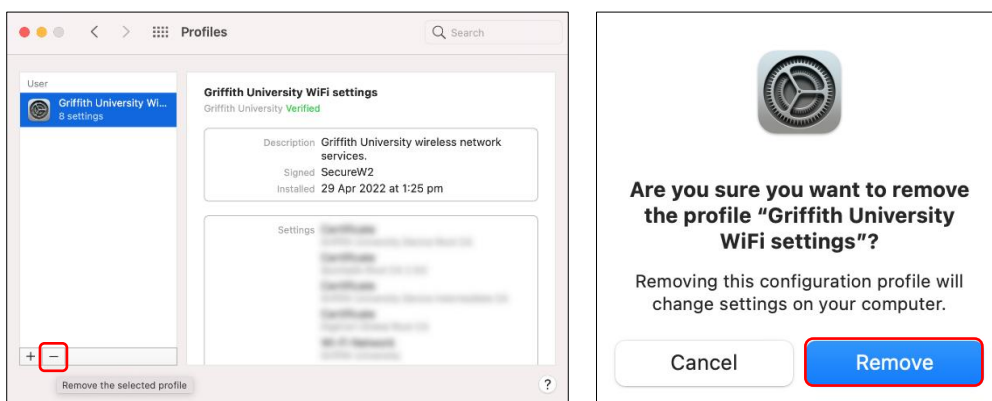 Profiles
Search
User
Griffith University Wi...
8 settings
Griffith University WiFi settings
Griffith University Verified
Description Griffith University wireless network
services.
Signed SecureW2
Installed 29 Apr 2022 at 1:25 pm
Settings
+ −
Remove the selected profile
?
Are you sure you want to remove
the profile “Griffith University
WiFi settings”?
Removing this configuration profile will
change settings on your computer.
Cancel
Remove